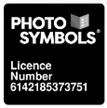 PHOTO
SYMBOLS®
Licence
Number
6142185373751